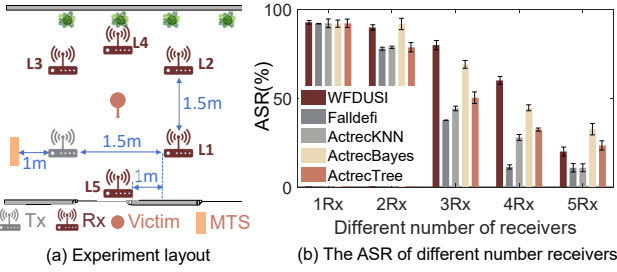 L4
L3
L2
1.5m
1.5m
1m
L1
L5
1m
Tx Rx Victim MTS
(a) Experiment layout
100
50
0
ASR(%)
WFDUSI
Falldefi
ActrecKNN
ActrecBayes
ActrecTree
1Rx 2Rx 3Rx 4Rx 5Rx
Different number of receivers
(b) The ASR of different number receivers